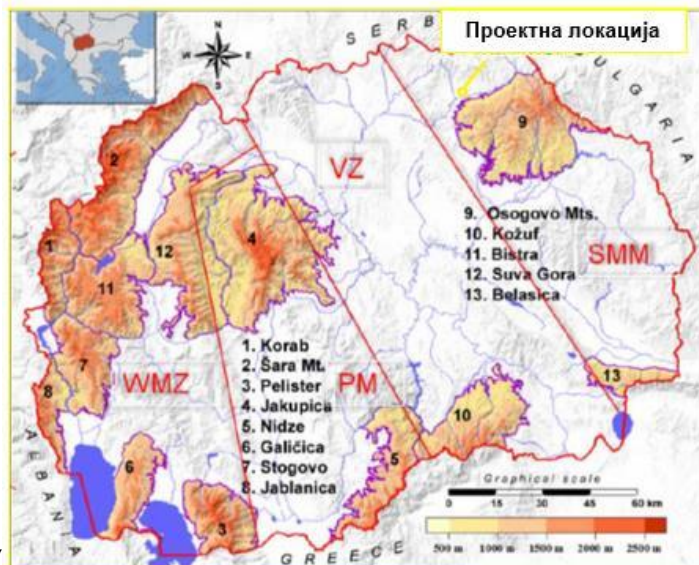 Проектна локација
SERB
BULGARIA
N
W
E
S
2
9
VZ
1
12
4
11
9. Osogovo Mts.
10. Kožuf
11. Bistra
12. Suva Gora
13. Belasica
SMM
7
1. Korab
2. Šara Mt.
3. Pelister
4. Jakupica
5. Nidze
6. Galičica
7. Stogovo
8. Jablanica
WMZ
PM
13
8
10
6
5
3
ALBANIA
GREECE
Graphical scale
0 15 30 45 60 km
500 m 1000 m 1500 m 2000 m 2500 m